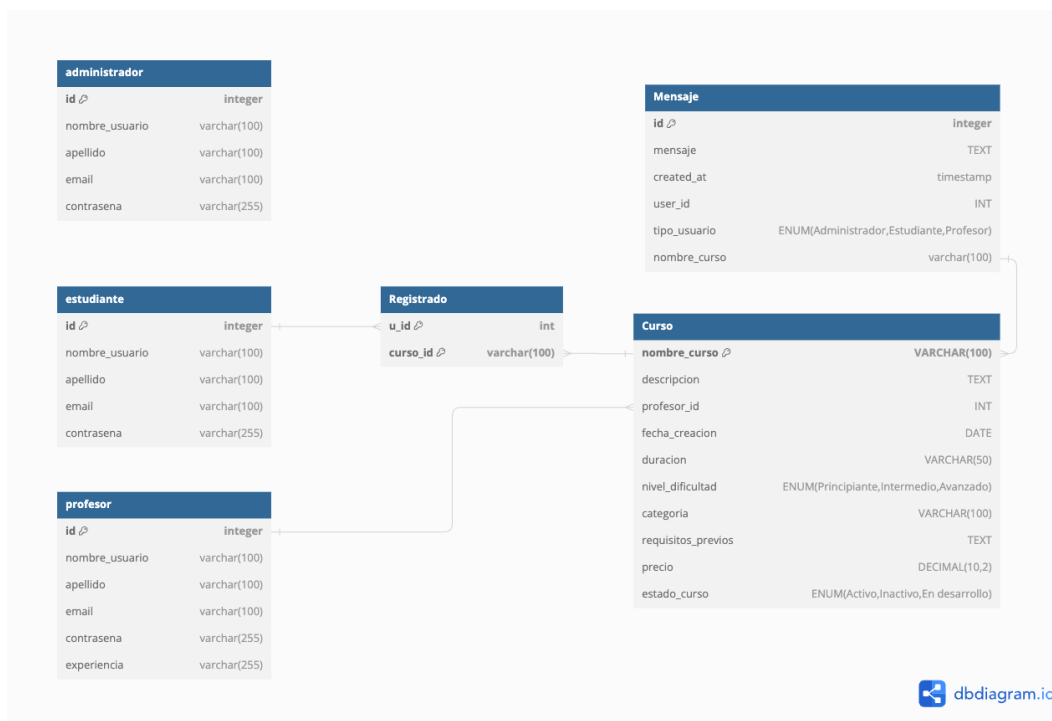 administrador
id integer
nombre_usuario varchar(100)
apellido varchar(100)
email varchar(100)
contrasena varchar(255)
Mensaje
id integer
mensaje TEXT
created_at timestamp
user_id INT
tipo_usuario ENUM(Administrador,Estudiante,Profesor)
nombre_curso varchar(100)
estudiante
id integer
nombre_usuario varchar(100)
apellido varchar(100)
email varchar(100)
contrasena varchar(255)
Registrado
u_id int
curso_id varchar(100)
Curso
nombre_curso VARCHAR(100)
descripcion TEXT
profesor_id INT
fecha_creacion DATE
duracion VARCHAR(50)
nivel_dificultad ENUM(Principiante,Intermedio,Avanzado)
categoria VARCHAR(100)
requisitos_previos TEXT
precio DECIMAL(10,2)
estado_curso ENUM(Activo,Inactivo,En desarrollo)
profesor
id integer
nombre_usuario varchar(100)
apellido varchar(100)
email varchar(100)
contrasena varchar(255)
experiencia varchar(255)
dbdiagram.io